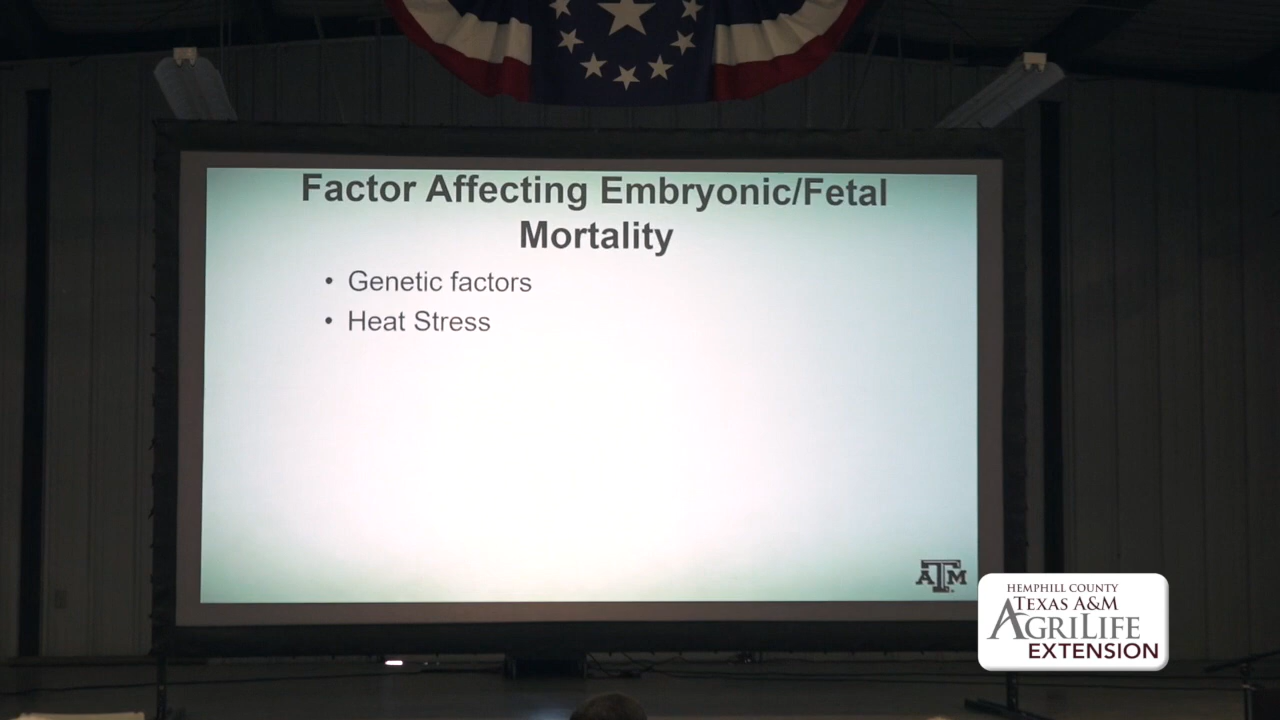 Factor Affecting Embryonic/Fetal
Mortality
• Genetic factors
• Heat Stress
ATM
HEMPHILL COUNTY
TEXAS A&M
AGRILIFE
EXTENSION